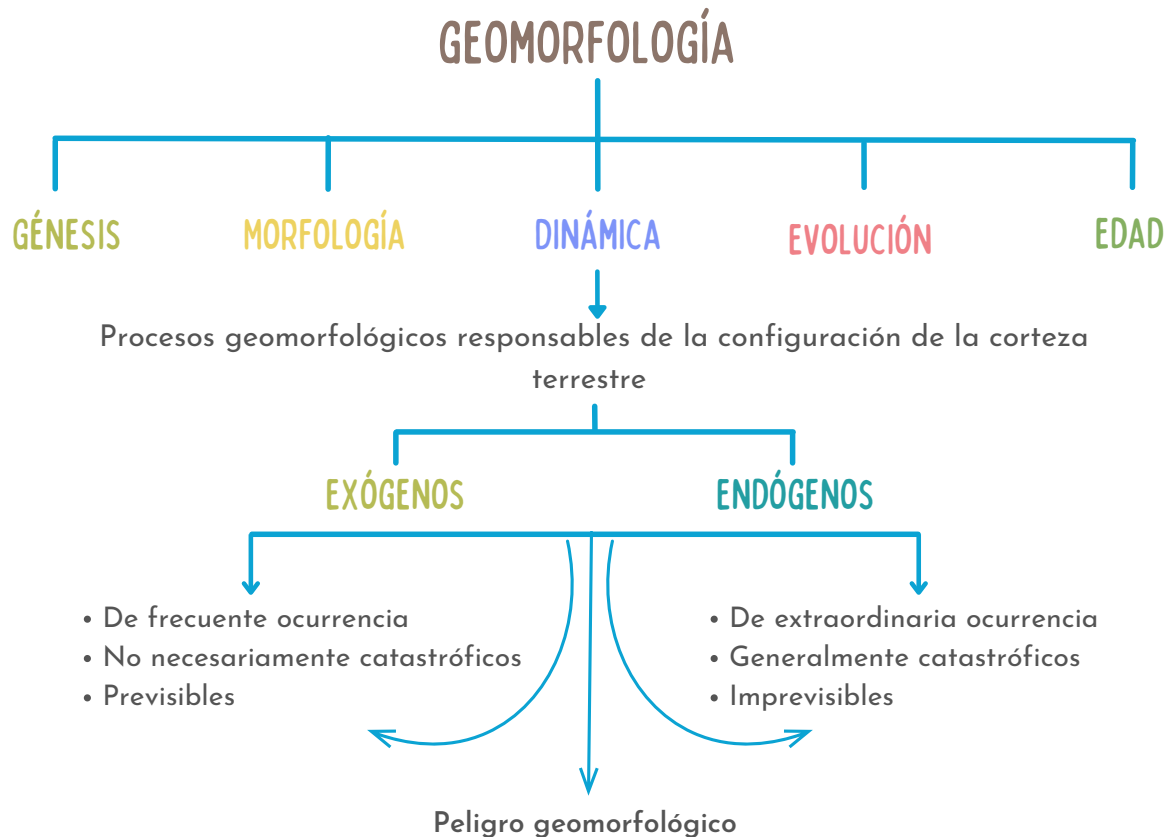 GEOMORFOLOGÍA
GÉNESIS
MORFOLOGÍA
DINÁMICA
EVOLUCIÓN
EDAD
Procesos geomorfológicos responsables de la configuración de la corteza
terrestre
EXÓGENOS
ENDÓGENOS
• De frecuente ocurrencia
• No necesariamente catastróficos
• Previsibles
• De extraordinaria ocurrencia
• Generalmente catastróficos
• Imprevisibles
Peligro geomorfológico